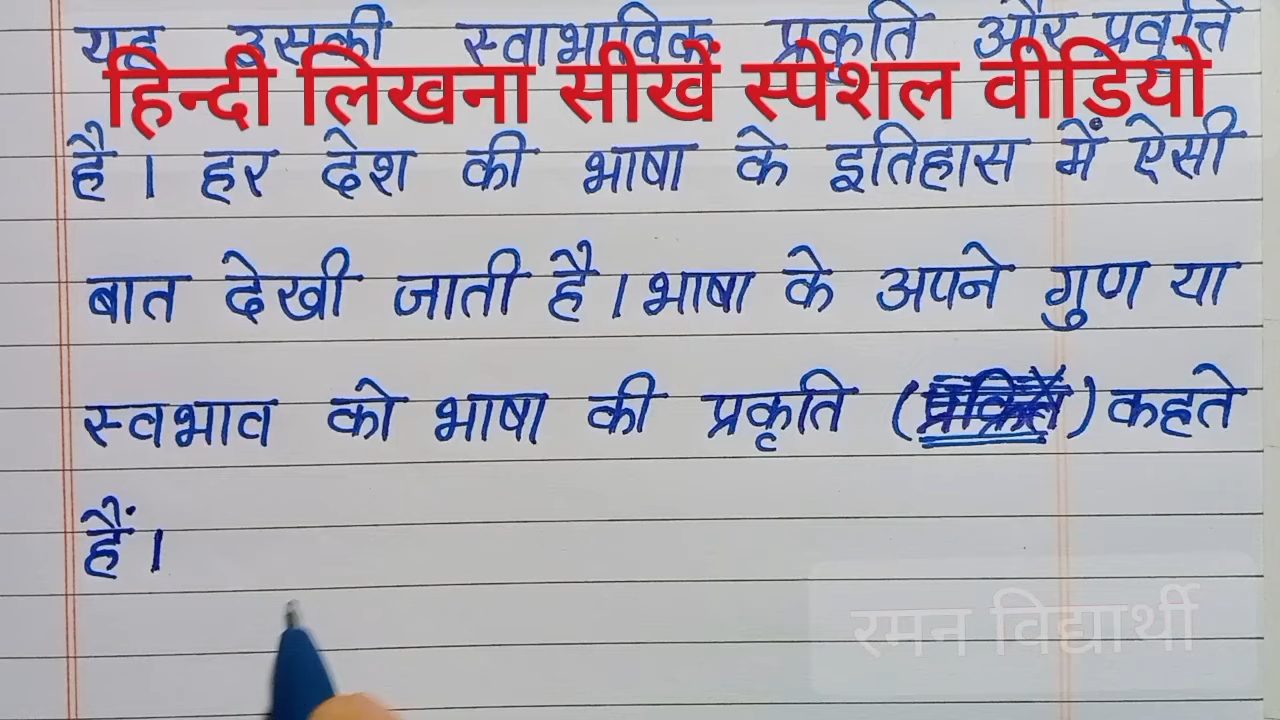 यह उसकी स्वाभाविक प्रकृति और प्रवृत्ति
हिन्दी लिखना सीखें स्पेशल वीडियो
है। हर देश की भाषा के इतिहास में ऐसी
बात देखी जाती है। भाषा के अपने गुण या
स्वभाव को भाषा की प्रकृति ( ) कहते
हैं।
रमन विद्यार्थी